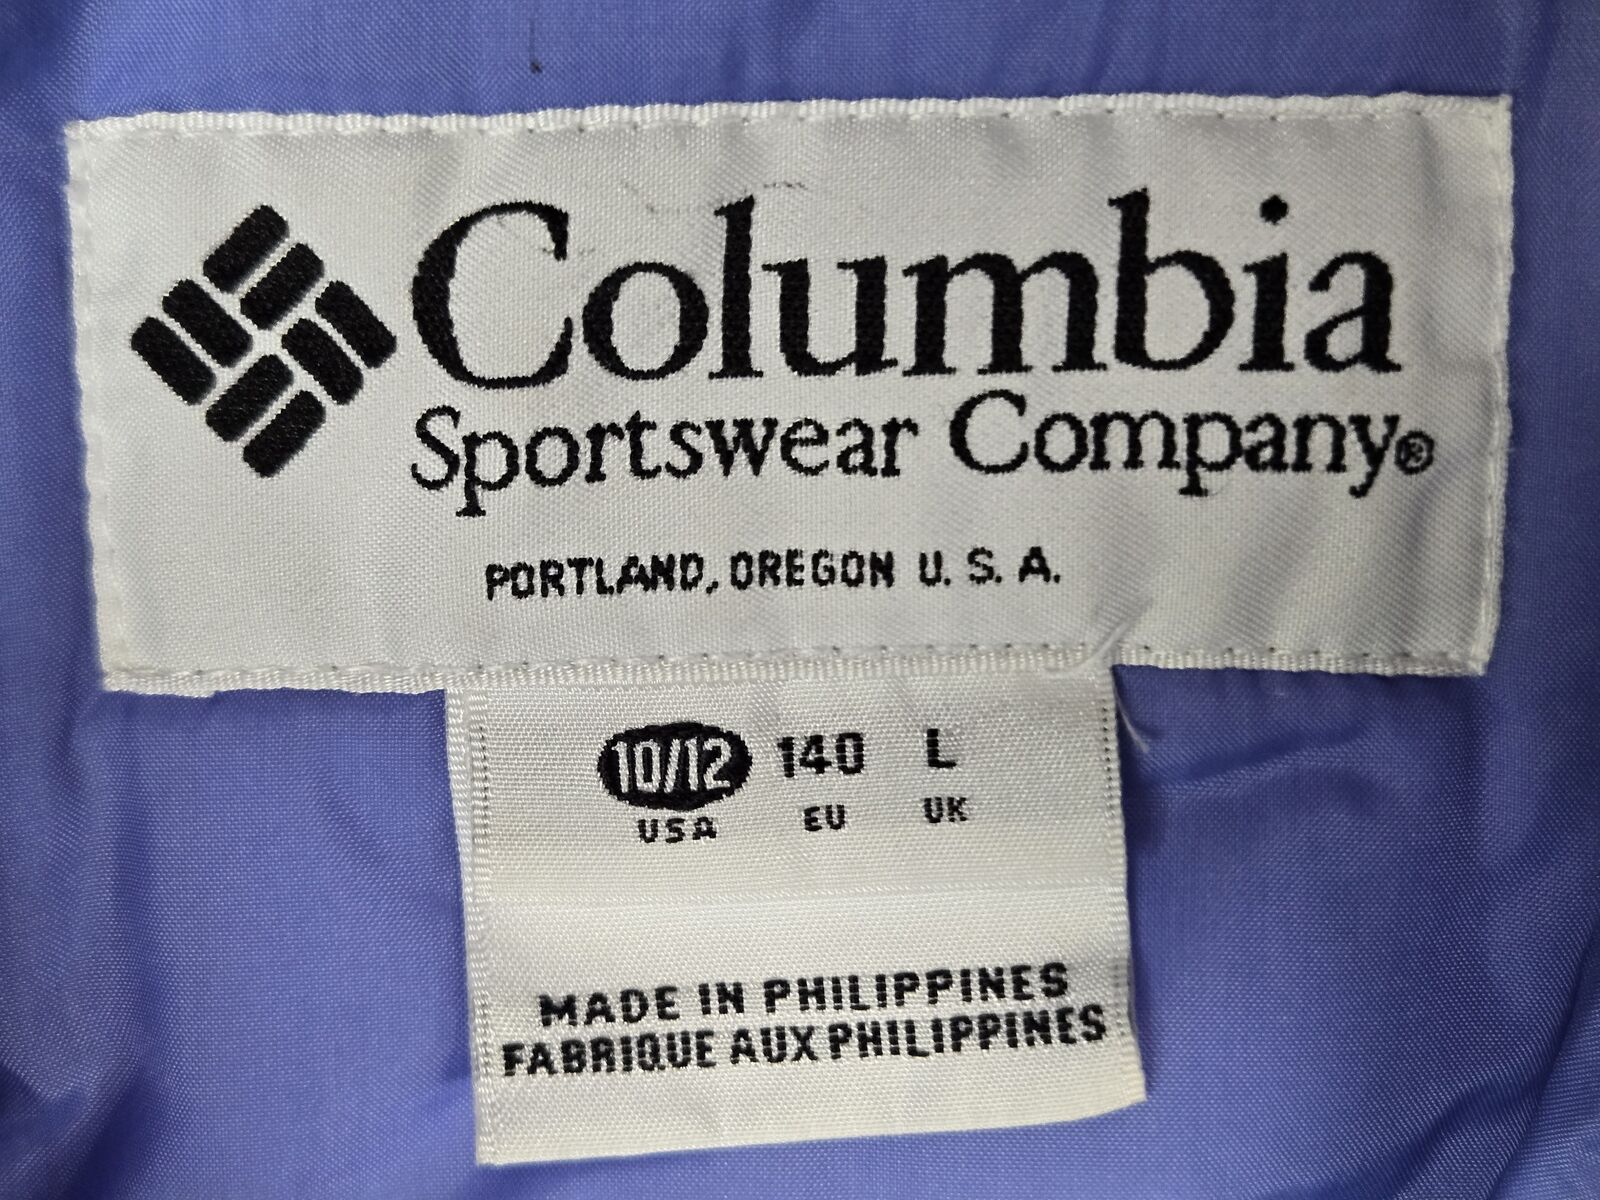 Columbia
Sportswear Company®
PORTLAND, OREGON U. S. A.
10/12 140 L
USA EU UK
MADE IN PHILIPPINES
FABRIQUE AUX PHILIPPINES